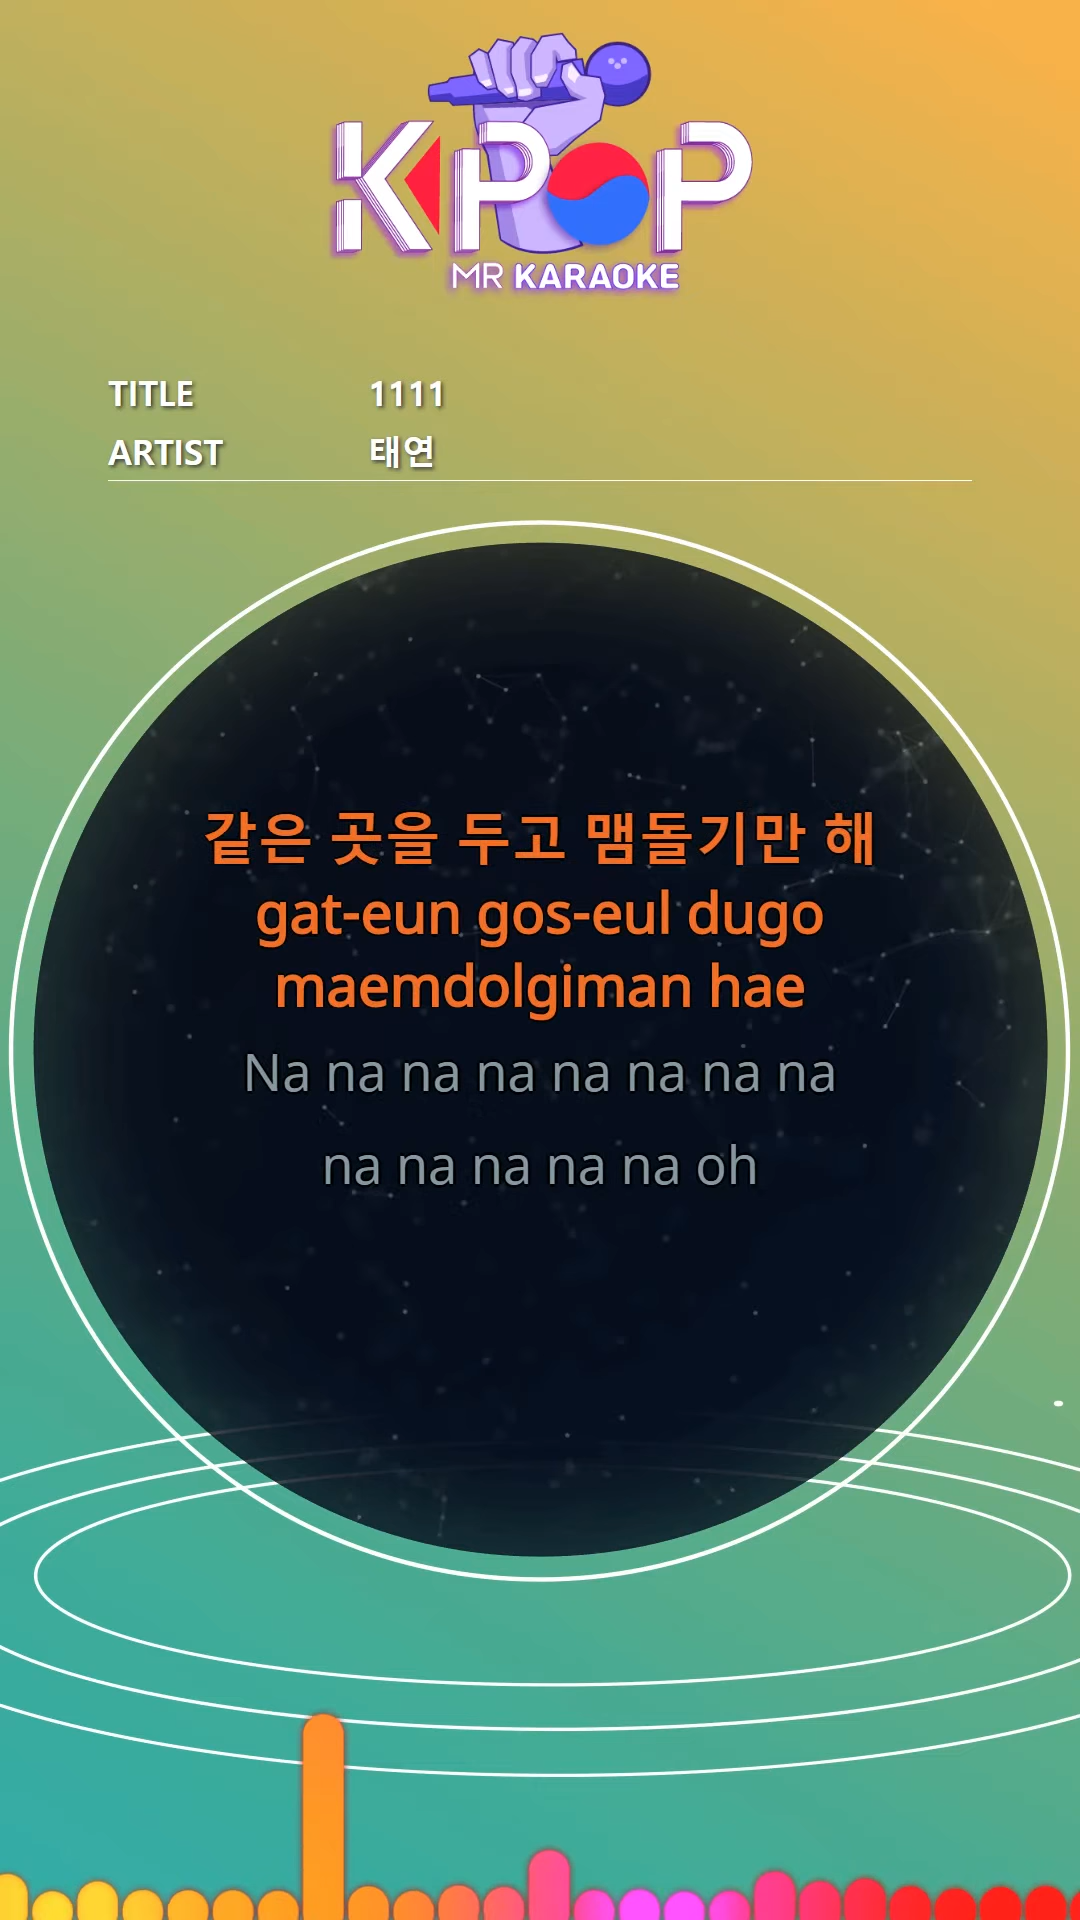 KPOP
MR KARAOKE
TITLE 1111
ARTIST 태연
같은 곳을 두고 맴돌기만 해
gat-eun gos-eul dugo
maemdolgiman hae
Na na na na na na na na
na na na na na oh